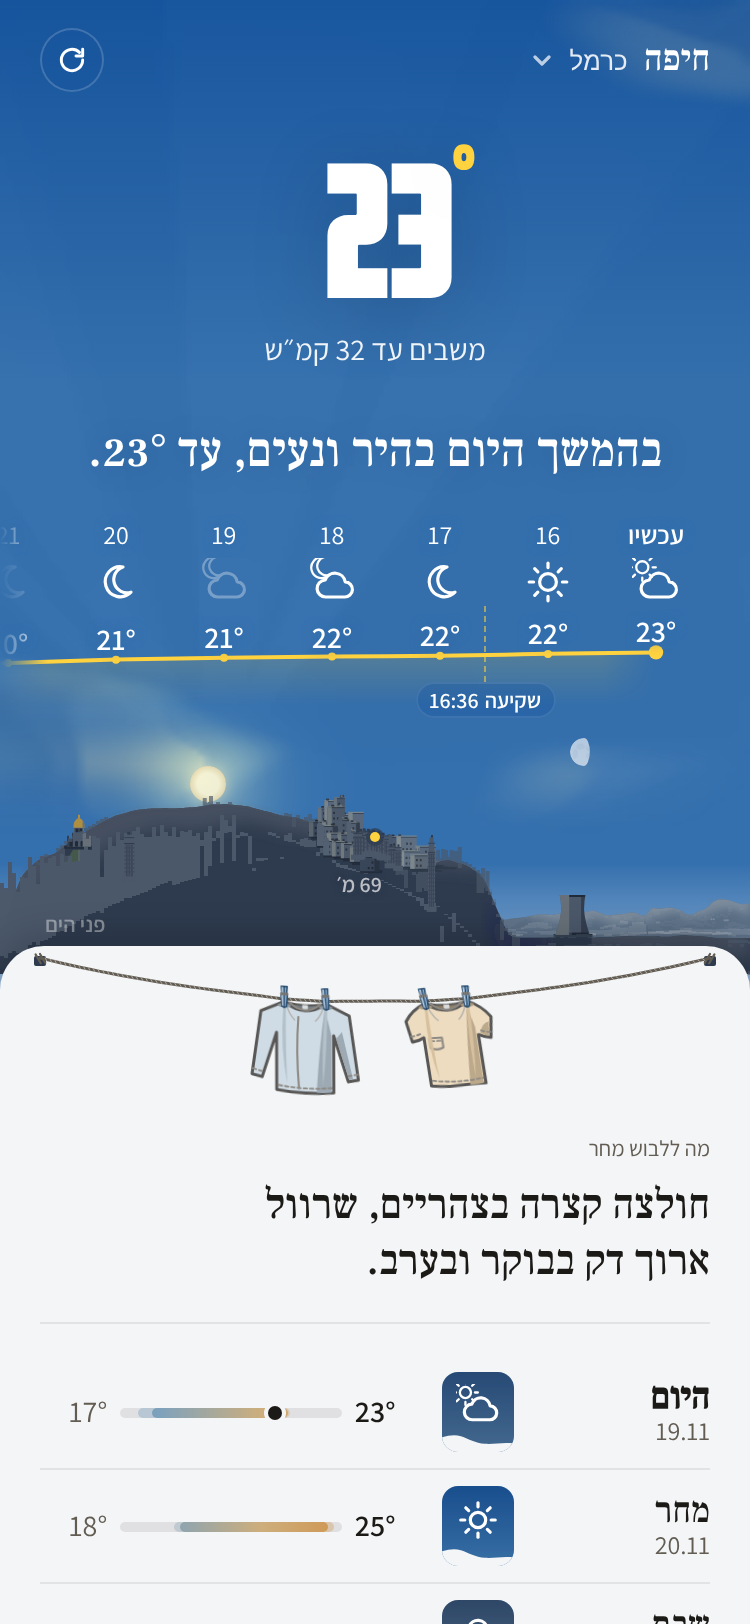 חיפה כרמל
23°
משבים עד 32 קמ״ש
בהמשך היום בהיר ונעים, עד 23°.
עכשיו 16 17 18 19 20 21
23° 22° 22° 22° 21° 21°
שקיעה 16:36
69 מ׳
פני הים
מה ללבוש מחר
חולצה קצרה בצהריים, שרוול
ארוך דק בבוקר ובערב.
היום 23° 17°
19.11
מחר 25° 18°
20.11